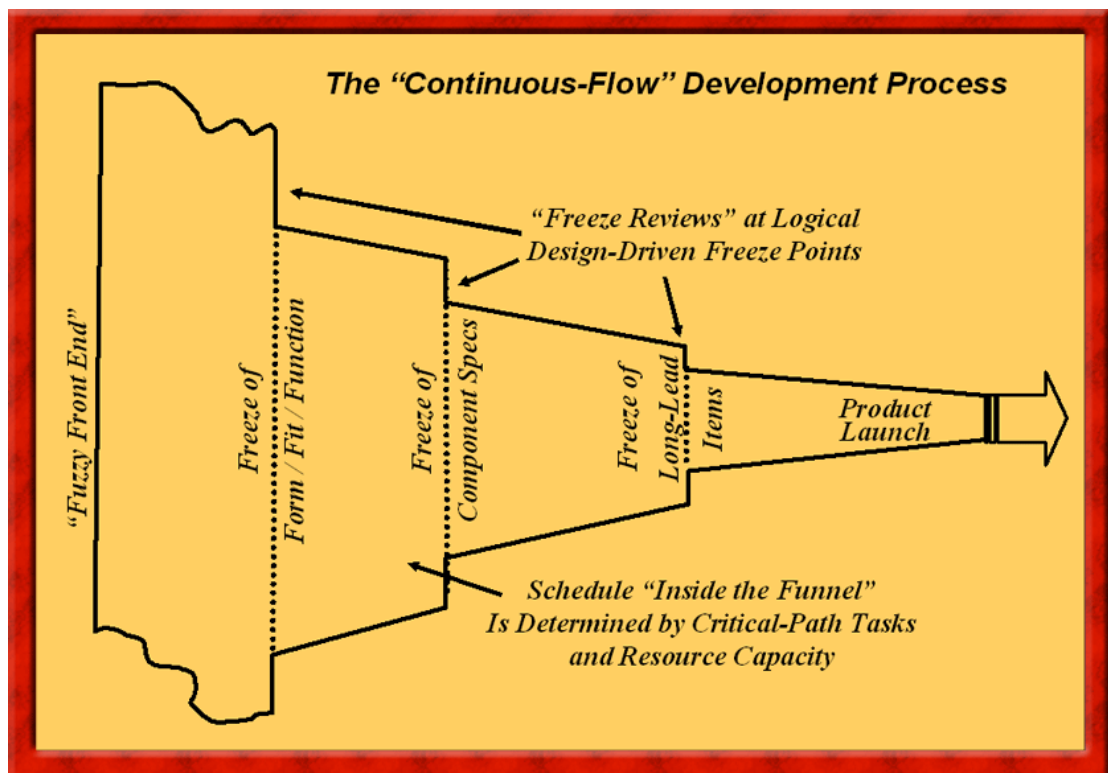 The “Continuous-Flow” Development Process
“Freeze Reviews” at Logical
Design-Driven Freeze Points
“Fuzzy Front End”
Freeze of
Form / Fit / Function
Freeze of
Component Specs
Freeze of
Long-Lead
Items
Product
Launch
Schedule “Inside the Funnel”
Is Determined by Critical-Path Tasks
and Resource Capacity